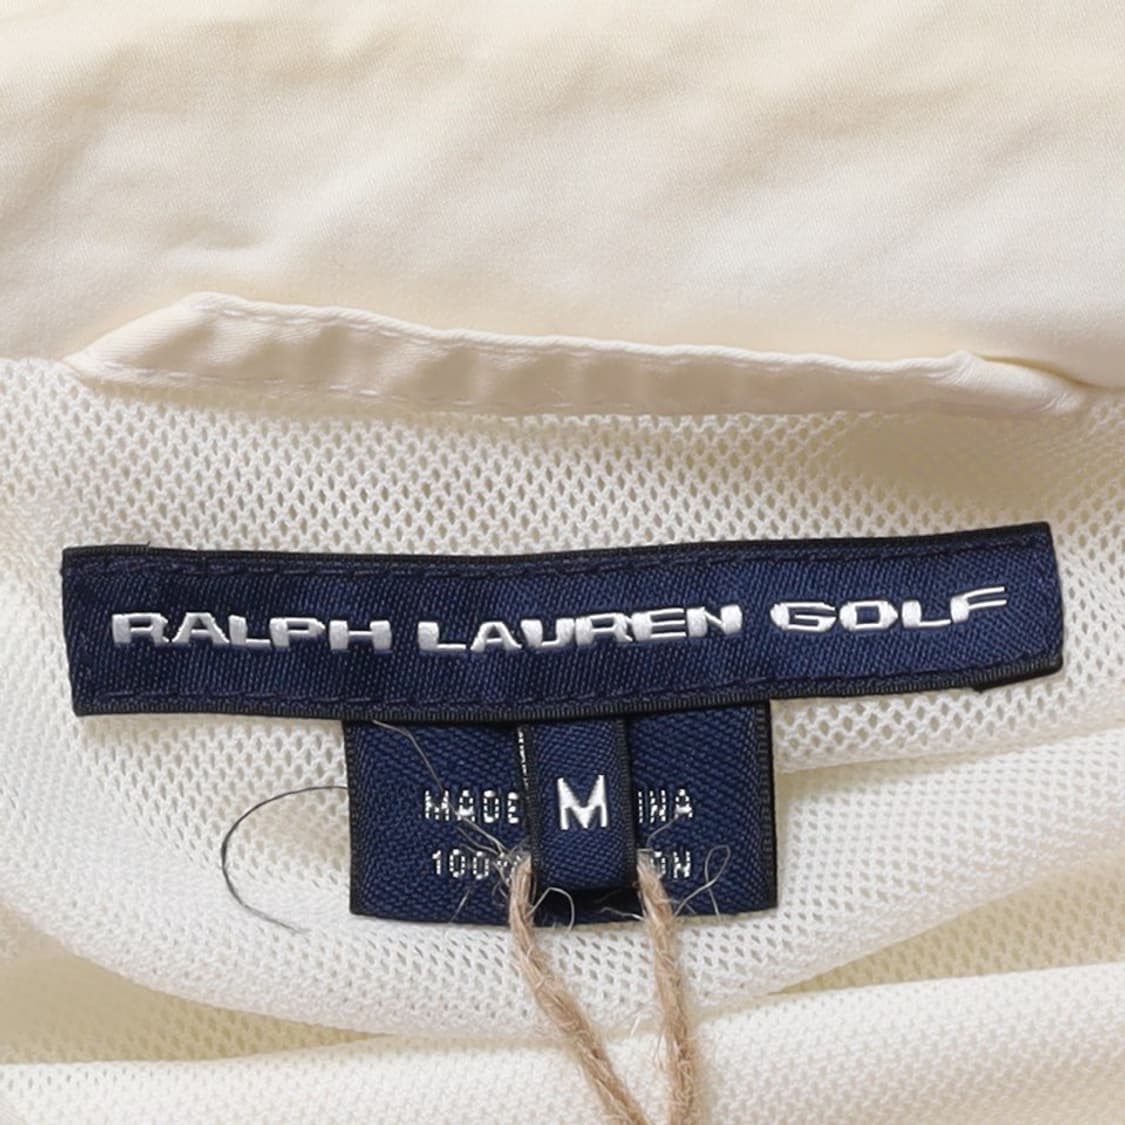 RALPH LAUREN GOLF
M
MADE INA
100% ON